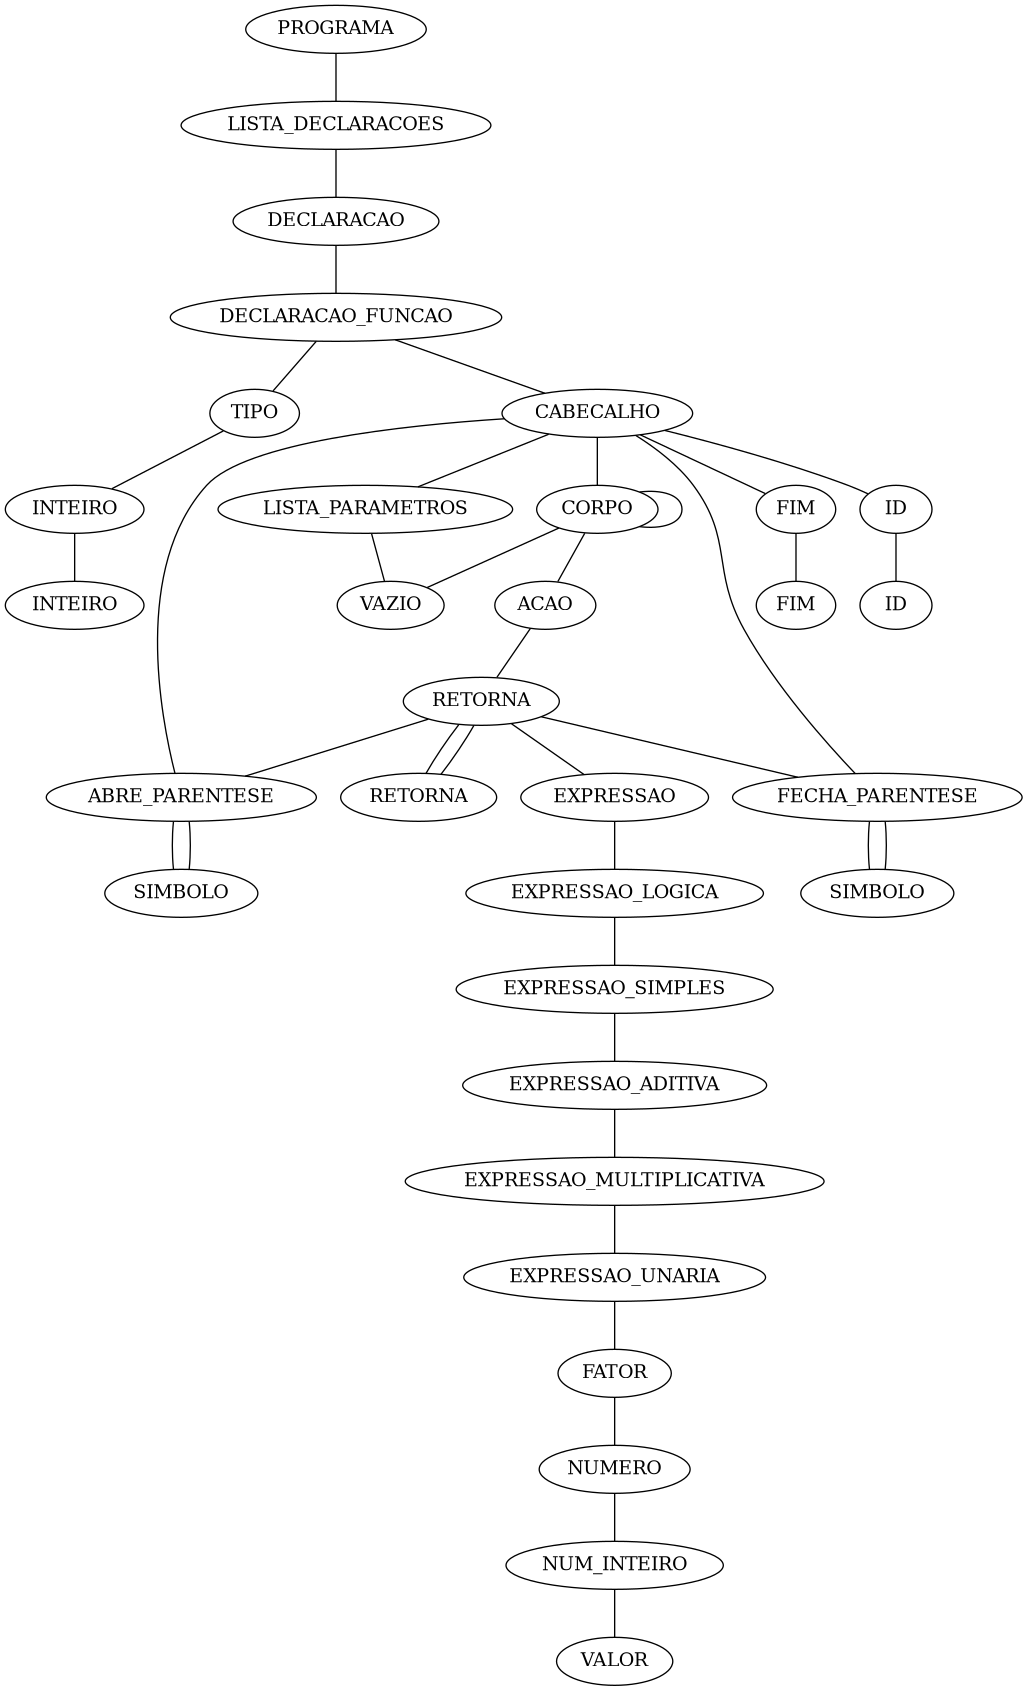 PROGRAMA
LISTA_DECLARACOES
DECLARACAO
DECLARACAO_FUNCAO
TIPO
CABECALHO
INTEIRO
LISTA_PARAMETROS
CORPO
FIM
ID
INTEIRO
VAZIO
ACAO
FIM
ID
RETORNA
ABRE_PARENTESE
RETORNA
EXPRESSAO
FECHA_PARENTESE
SIMBOLO
EXPRESSAO_LOGICA
SIMBOLO
EXPRESSAO_SIMPLES
EXPRESSAO_ADITIVA
EXPRESSAO_MULTIPLICATIVA
EXPRESSAO_UNARIA
FATOR
NUMERO
NUM_INTEIRO
VALOR